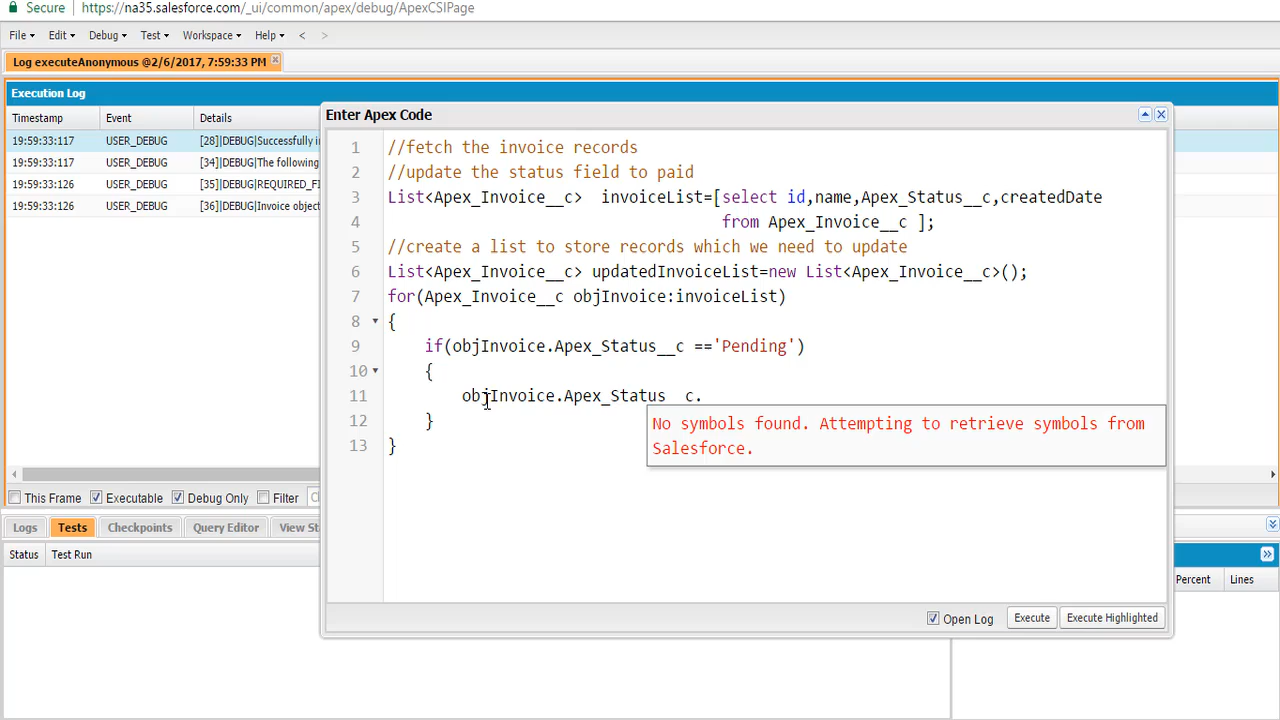 Secure https://na35.salesforce.com/_ui/common/apex/debug/ApexCSIPage
File Edit Debug Test Workspace Help < >
Log executeAnonymous @2/6/2017, 7:59:33 PM
Execution Log
Timestamp Event Details
19:59:33:117 USER_DEBUG [28]|DEBUG|Successfully
19:59:33:117 USER_DEBUG [34]|DEBUG|The following
19:59:33:126 USER_DEBUG [35]|DEBUG|REQUIRED_FI
19:59:33:126 USER_DEBUG [36]|DEBUG|Invoice object
Enter Apex Code
1 //fetch the invoice records
2 //update the status field to paid
3 List<Apex_Invoice__c> invoiceList=[select id,name,Apex_Status__c,createdDate
4 from Apex_Invoice__c ];
5 //create a list to store records which we need to update
6 List<Apex_Invoice__c> updatedInvoiceList=new List<Apex_Invoice__c>();
7 for(Apex_Invoice__c objInvoice:invoiceList)
8 {
9 if(objInvoice.Apex_Status__c =='Pending')
10 {
11 objInvoice.Apex_Status__c.
12 }
13 }
No symbols found. Attempting to retrieve symbols from
Salesforce.
This Frame Executable Debug Only Filter
Open Log Execute Execute Highlighted
Logs Tests Checkpoints Query Editor View St
Status Test Run
Percent Lines